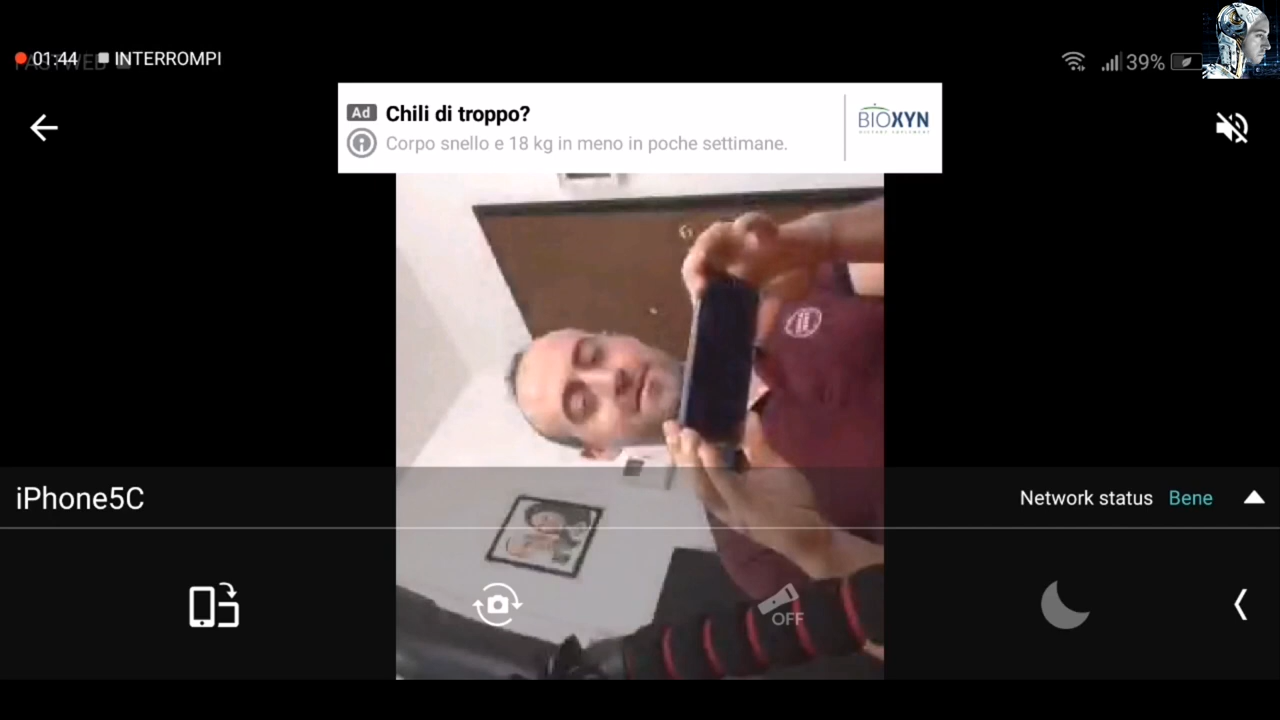 01:44 INTERROMPI
FASTWEB
39%
Ad Chili di troppo?
Corpo snello e 18 kg in meno in poche settimane.
BIOXYN
iPhone5C
Network status Bene
OFF